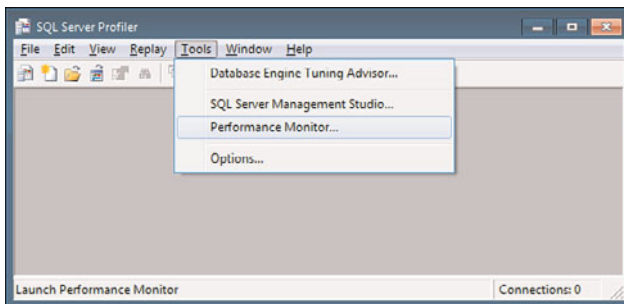 SQL Server Profiler
File Edit View Replay Tools Window Help
Database Engine Tuning Advisor...
SQL Server Management Studio...
Performance Monitor...
Options...
Launch Performance Monitor Connections: 0